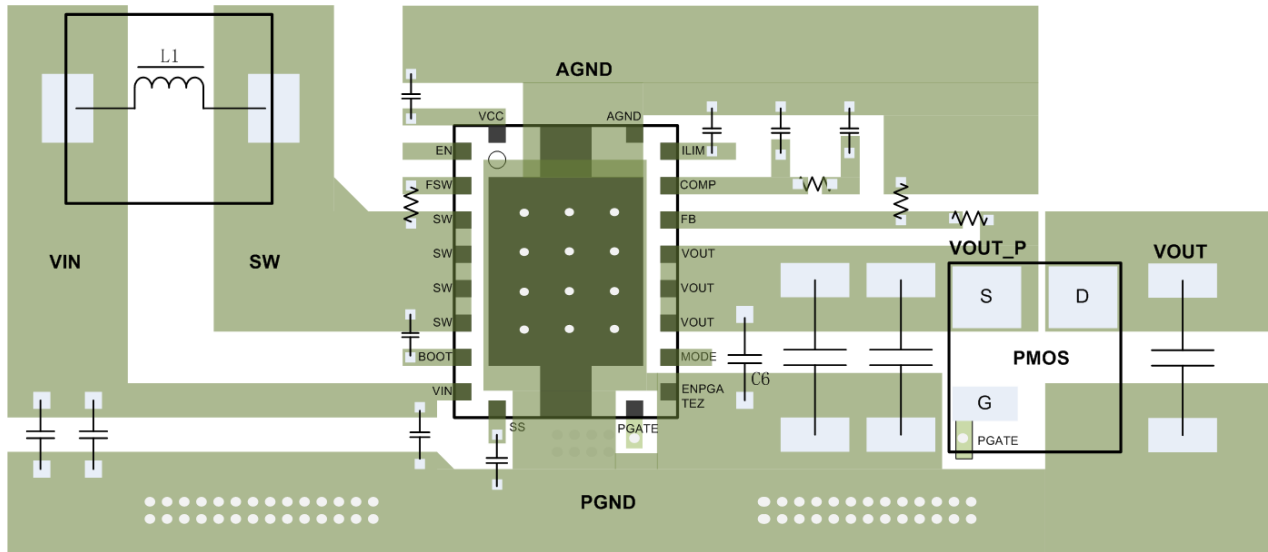 L1
AGND
VCC
AGND
EN
ILIM
FSW
COMP
SW
FB
VIN
SW
SW
VOUT
VOUT_P
VOUT
SW
VOUT
S
D
SW
VOUT
BOOT
MODE
PMOS
C6
VIN
ENPGA
TEZ
G
SS
PGATE
PGATE
PGND